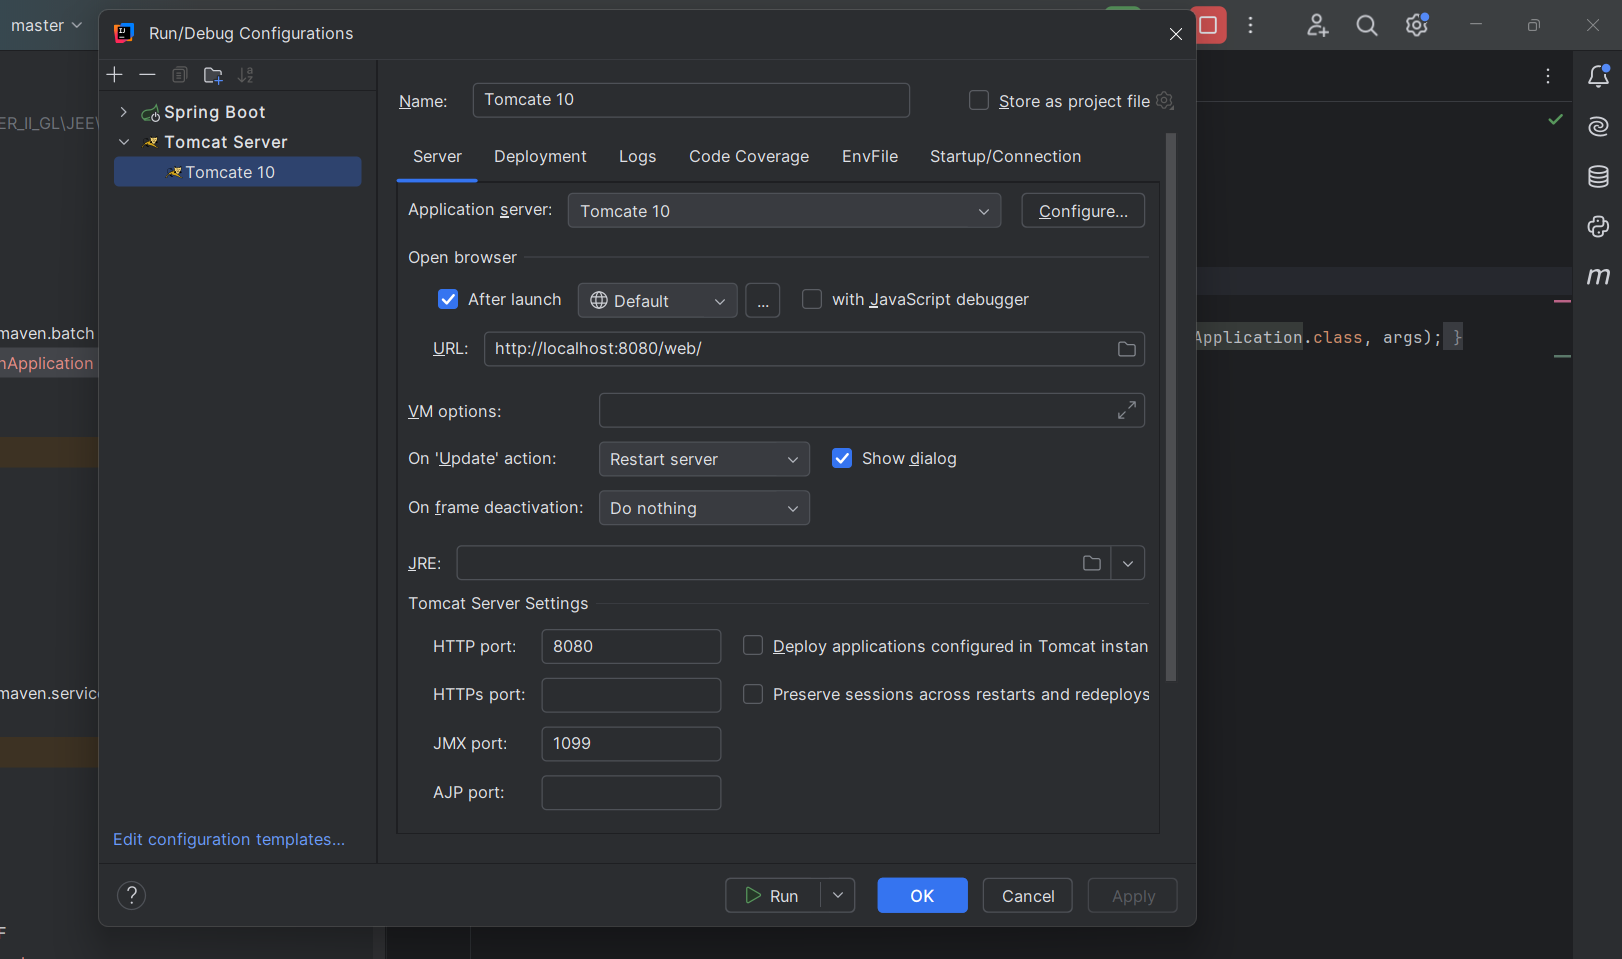 master
Run/Debug Configurations
Spring Boot
Tomcat Server
Tomcate 10
Edit configuration templates...
Name:
Tomcate 10
Store as project file
Server
Deployment
Logs
Code Coverage
EnvFile
Startup/Connection
Application server:
Tomcate 10
Configure...
Open browser
After launch
Default
...
with JavaScript debugger
URL:
http://localhost:8080/web/
VM options:
On 'Update' action:
Restart server
Show dialog
On frame deactivation:
Do nothing
JRE:
Tomcat Server Settings
HTTP port:
8080
Deploy applications configured in Tomcat instan
HTTPs port:
Preserve sessions across restarts and redeploys
JMX port:
1099
AJP port:
?
Run
OK
Cancel
Apply
ER_II_GL\JEE\
maven.batch
nApplication
maven.servic
F
Application.class, args); }
m